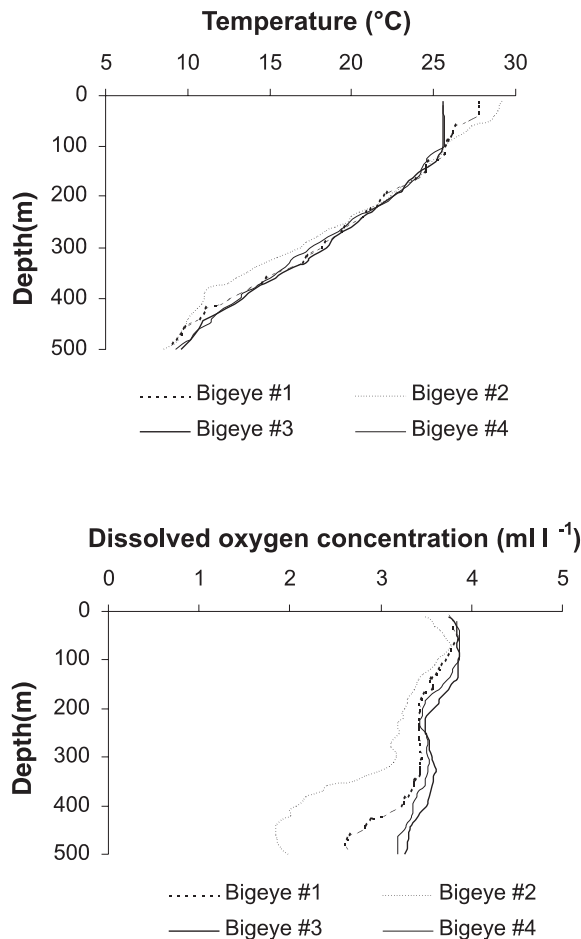 Temperature (°C)
5 10 15 20 25 30
0
100
200
300
400
500
Depth(m)
Bigeye #1 Bigeye #2
Bigeye #3 Bigeye #4
Dissolved oxygen concentration (ml l -1)
0 1 2 3 4 5
0
100
200
300
400
500
Depth(m)
Bigeye #1 Bigeye #2
Bigeye #3 Bigeye #4